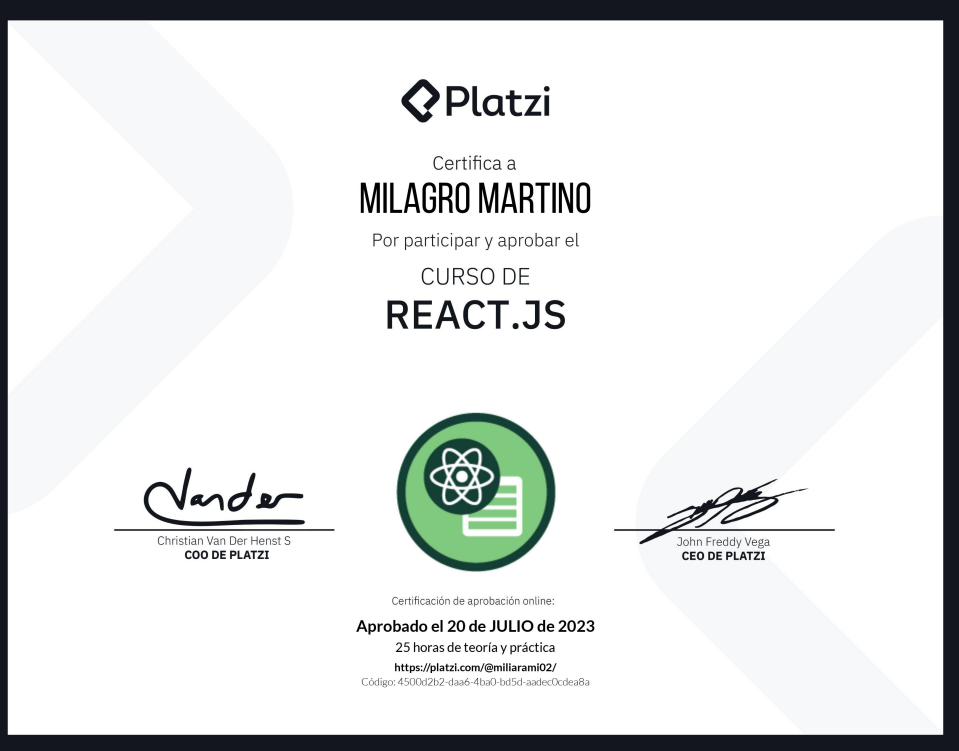 Platzi
Certifica a
MILAGRO MARTINO
Por participar y aprobar el
CURSO DE
REACT.JS
Vander
Christian Van Der Henst S
COO DE PLATZI
John Freddy Vega
CEO DE PLATZI
Certificación de aprobación online:
Aprobado el 20 de JULIO de 2023
25 horas de teoría y práctica
https://platzi.com/@miliarami02/
Código: 4500d2b2-daa6-4ba0-bd5d-aadec0cdea8a